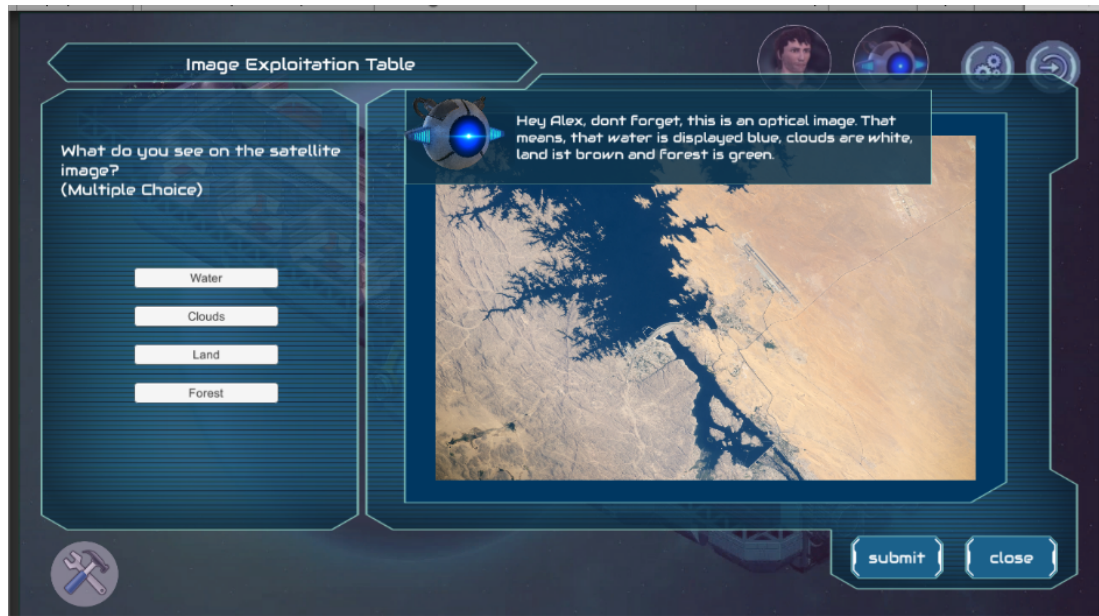 Image Exploitation Table
Hey Alex, dont forget, this is an optical image. That
means, that water is displayed blue, clouds are white,
land ist brown and forest is green.
What do you see on the satellite
image?
(Multiple Choice)
Water
Clouds
Land
Forest
submit
close